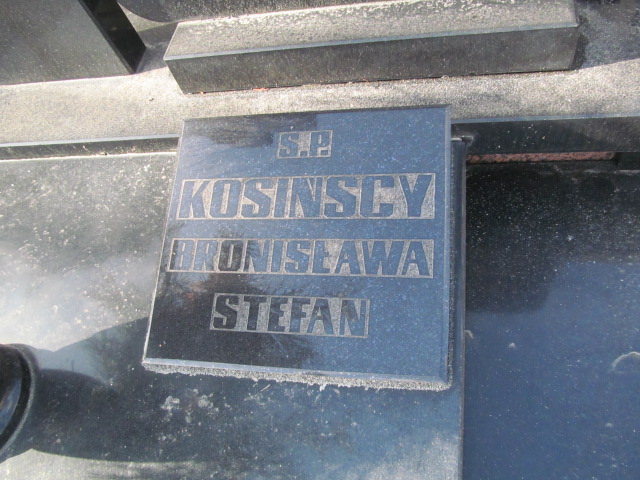 S.P.
KOSINSCY
BRONISŁAWA
STEFAN